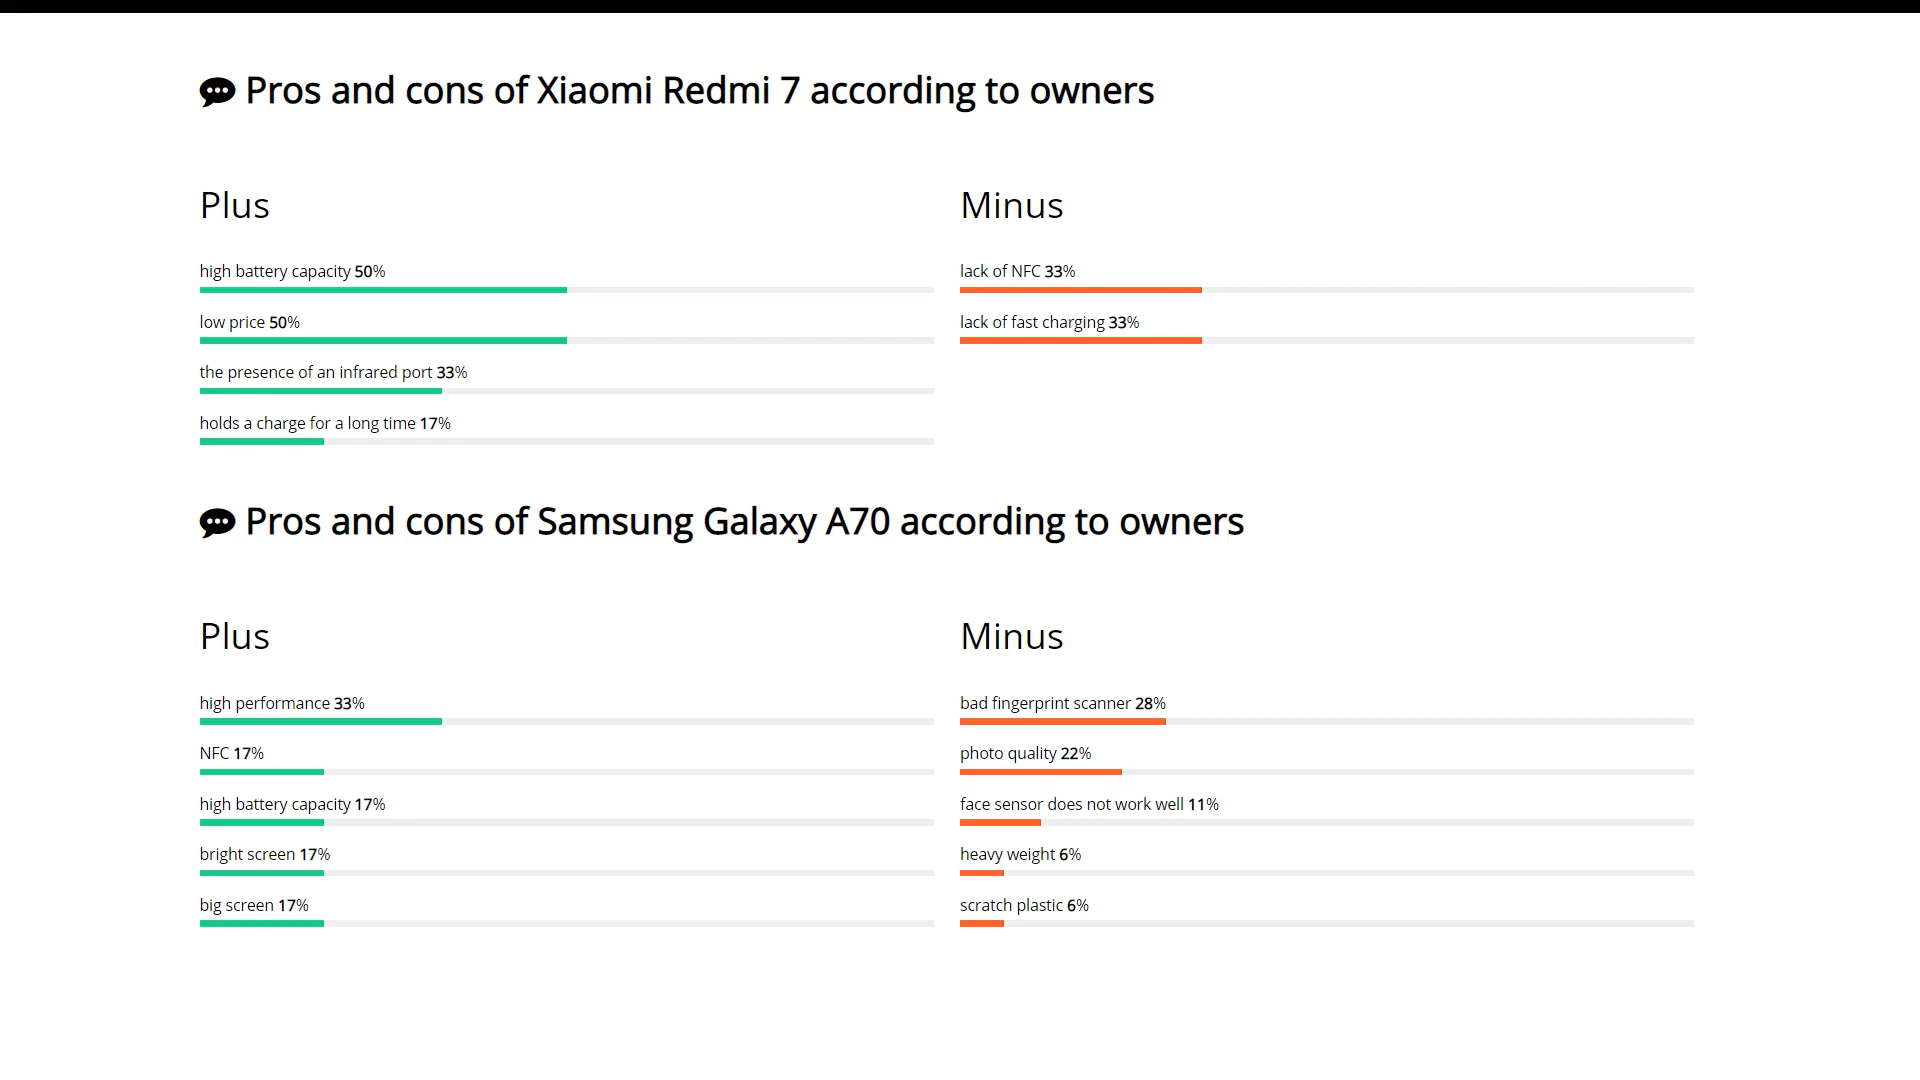 Pros and cons of Xiaomi Redmi 7 according to owners
Plus
high battery capacity 50%
low price 50%
the presence of an infrared port 33%
holds a charge for a long time 17%
Minus
lack of NFC 33%
lack of fast charging 33%
Pros and cons of Samsung Galaxy A70 according to owners
Plus
high performance 33%
NFC 17%
high battery capacity 17%
bright screen 17%
big screen 17%
Minus
bad fingerprint scanner 28%
photo quality 22%
face sensor does not work well 11%
heavy weight 6%
scratch plastic 6%